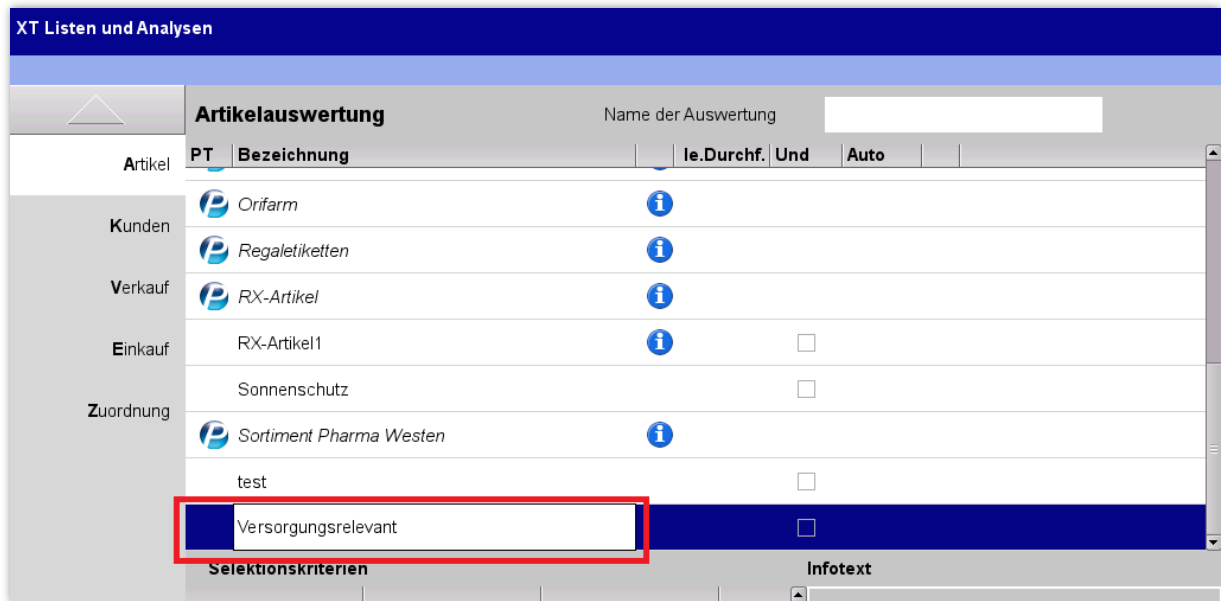 XT Listen und Analysen
Artikelauswertung Name der Auswertung
PT Bezeichnung le.Durchf. Und Auto
Artikel
Orifarm
Kunden
Regaletiketten
Verkauf
RX-Artikel
Einkauf
RX-Artikel1
Sonnenschutz
Zuordnung
Sortiment Pharma Westen
test
Versorgungsrelevant
Selektionskriterien Infotext